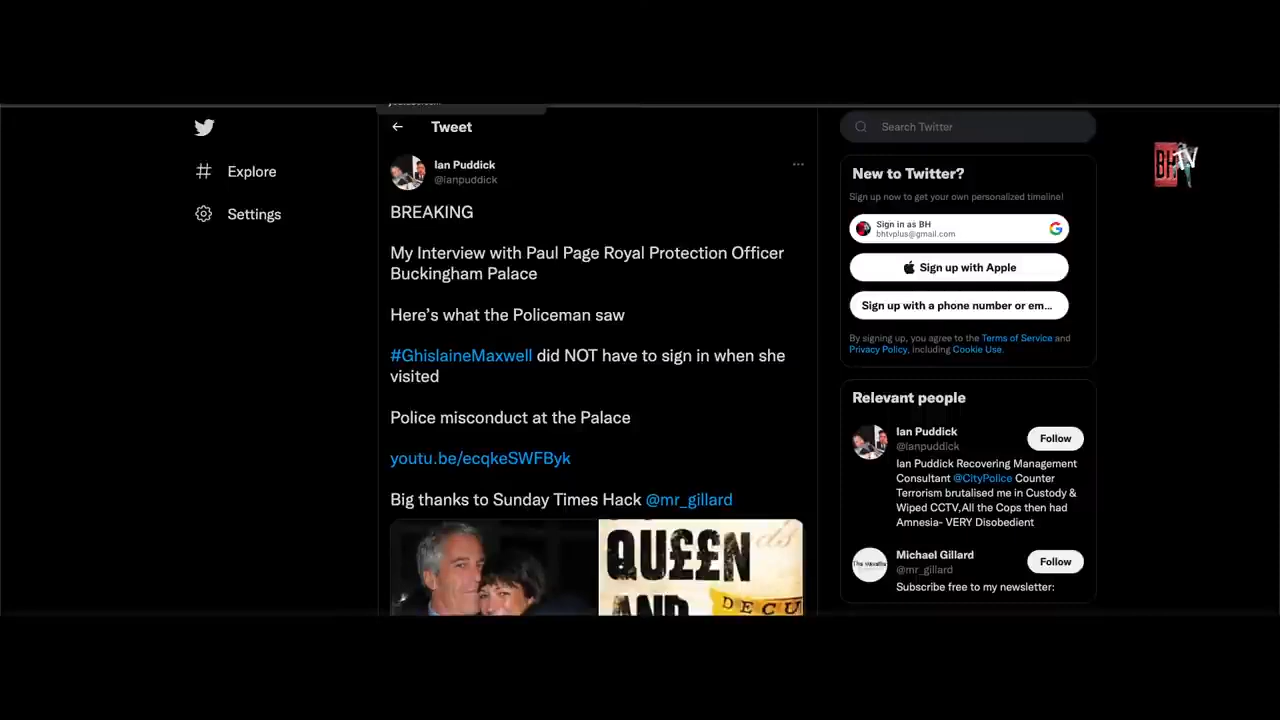 Tweet
Search Twitter
Explore
Settings
Ian Puddick
@Ianpuddick
BREAKING
My Interview with Paul Page Royal Protection Officer
Buckingham Palace
Here's what the Policeman saw
#GhislaineMaxwell did NOT have to sign in when she
visited
Police misconduct at the Palace
youtu.be/ecqkeSWFByk
Big thanks to Sunday Times Hack @mr_gillard
QU££N
AND
DECU
BHTV
New to Twitter?
Sign up now to get your own personalized timeline!
Sign in as BH
bhtvplus@gmail.com
Sign up with Apple
Sign up with a phone number or em...
By signing up, you agree to the Terms of Service and
Privacy Policy, including Cookie Use.
Relevant people
Ian Puddick
@Ianpuddick
Follow
Ian Puddick Recovering Management
Consultant @CityPolice Counter
Terrorism brutalised me in Custody &
Wiped CCTV,All the Cops then had
Amnesia- VERY Disobedient
Michael Gillard
@mr_gillard
Follow
Subscribe free to my newsletter: